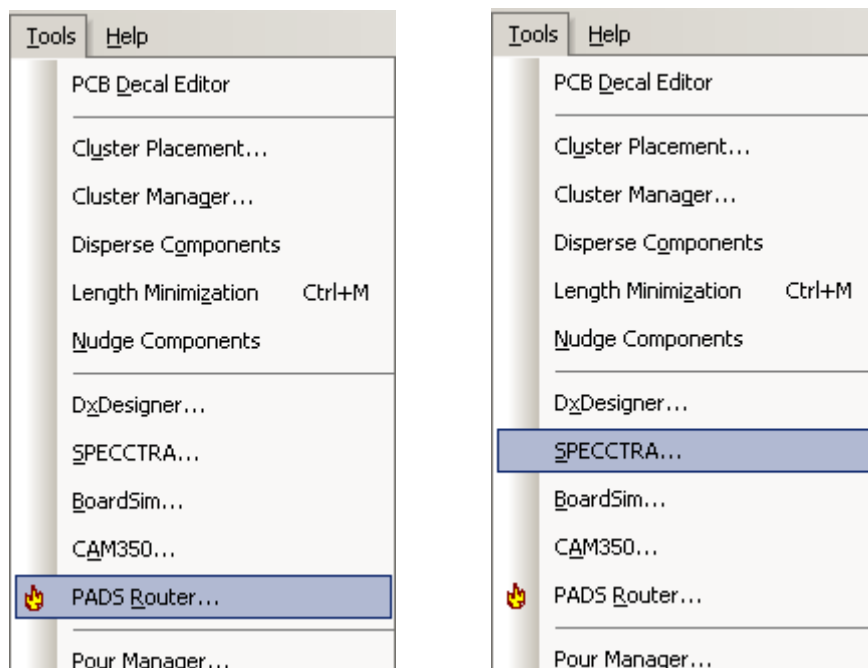 Tools Help
PCB Decal Editor
Cluster Placement...
Cluster Manager...
Disperse Components
Length Minimization Ctrl+M
Nudge Components
DxDesigner...
SPECCTRA...
BoardSim...
CAM350...
PADS Router...
Pour Manager...
Tools Help
PCB Decal Editor
Cluster Placement...
Cluster Manager...
Disperse Components
Length Minimization Ctrl+M
Nudge Components
DxDesigner...
SPECCTRA...
BoardSim...
CAM350...
PADS Router...
Pour Manager...